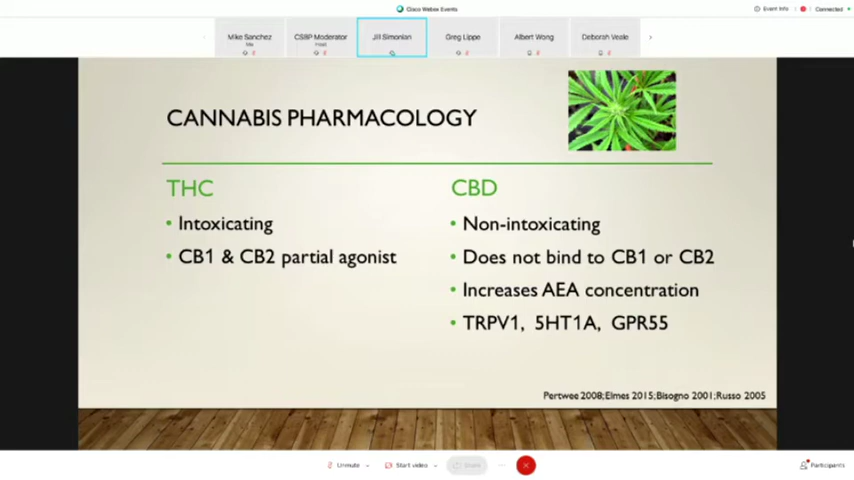 Cisco Webex Events
Event Info
Connected
Mike Sanchez
Me
CSBP Moderator
Host
Jill Simonian
Greg Lippe
Albert Wong
Deborah Veale
CANNABIS PHARMACOLOGY
THC
• Intoxicating
• CB1 & CB2 partial agonist
CBD
• Non-intoxicating
• Does not bind to CB1 or CB2
• Increases AEA concentration
• TRPV1, 5HT1A, GPR55
Pertwee 2008;Elmes 2015;Bisogno 2001;Russo 2005
Unmute
Start video
Share
Participants